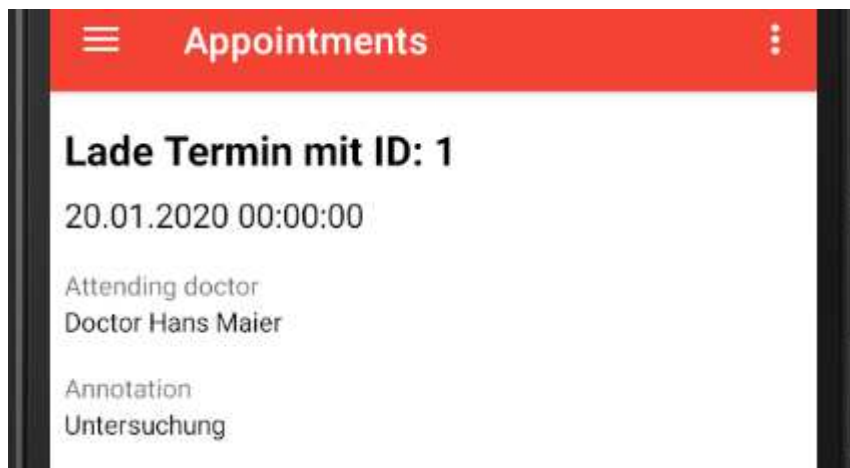 Appointments
Lade Termin mit ID: 1
20.01.2020 00:00:00
Attending doctor
Doctor Hans Maier
Annotation
Untersuchung